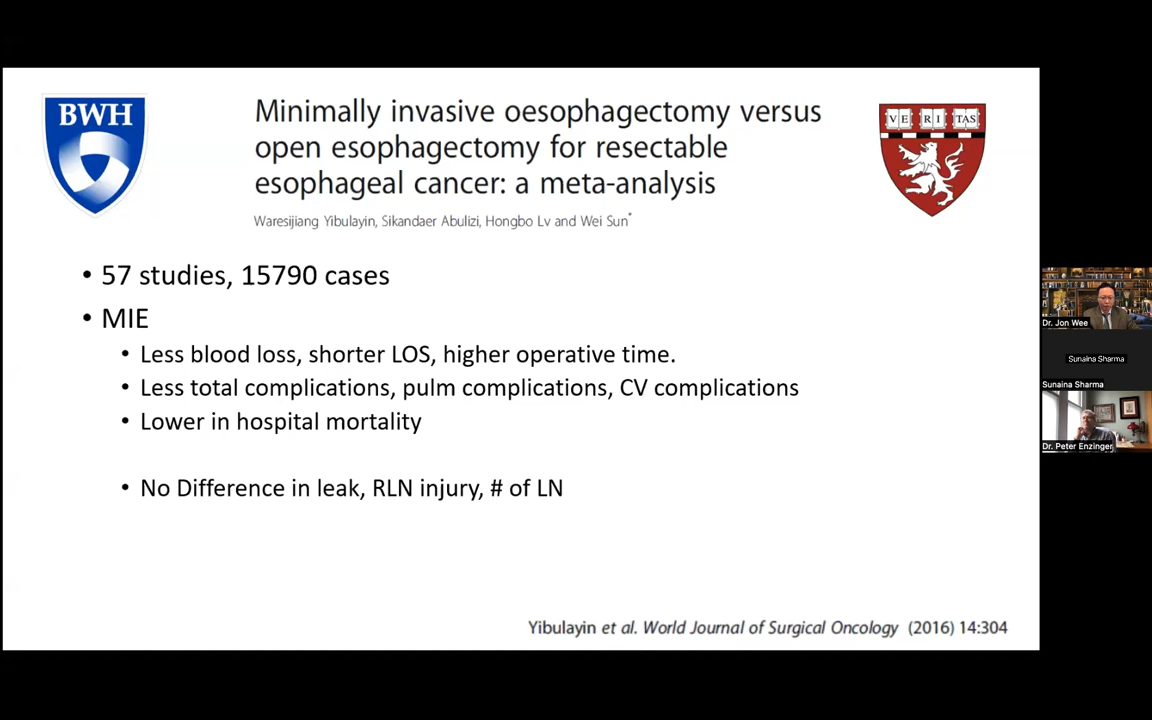 BWH
Minimally invasive oesophagectomy versus
open esophagectomy for resectable
esophageal cancer: a meta-analysis
Waresijiang Yibulayin, Sikandaer Abulizi, Hongbo Lv and Wei Sun*
VE RI TAS
• 57 studies, 15790 cases
• MIE
• Less blood loss, shorter LOS, higher operative time.
• Less total complications, pulm complications, CV complications
• Lower in hospital mortality
• No Difference in leak, RLN injury, # of LN
Yibulayin et al. World Journal of Surgical Oncology (2016) 14:304
Dr. Jon Wee
Sunaina Sharma
Sunaina Sharma
Dr. Peter Enzinger